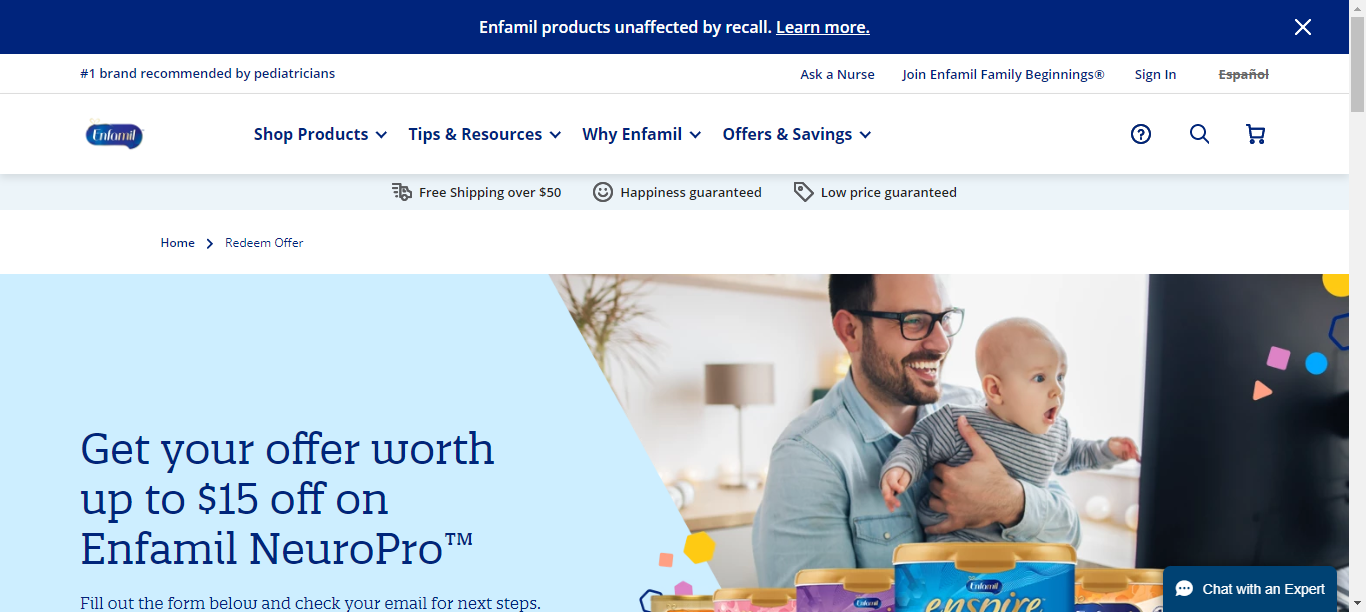 Enfamil products unaffected by recall. Learn more.
#1 brand recommended by pediatricians
Ask a Nurse
Join Enfamil Family Beginnings®
Sign In
Español
Enfamil
Shop Products
Tips & Resources
Why Enfamil
Offers & Savings
Free Shipping over $50
Happiness guaranteed
Low price guaranteed
Home
Redeem Offer
Get your offer worth
up to $15 off on
Enfamil NeuroPro™
Fill out the form below and check your email for next steps.
Enfamil
Enfamil
enspire
Chat with an Expert